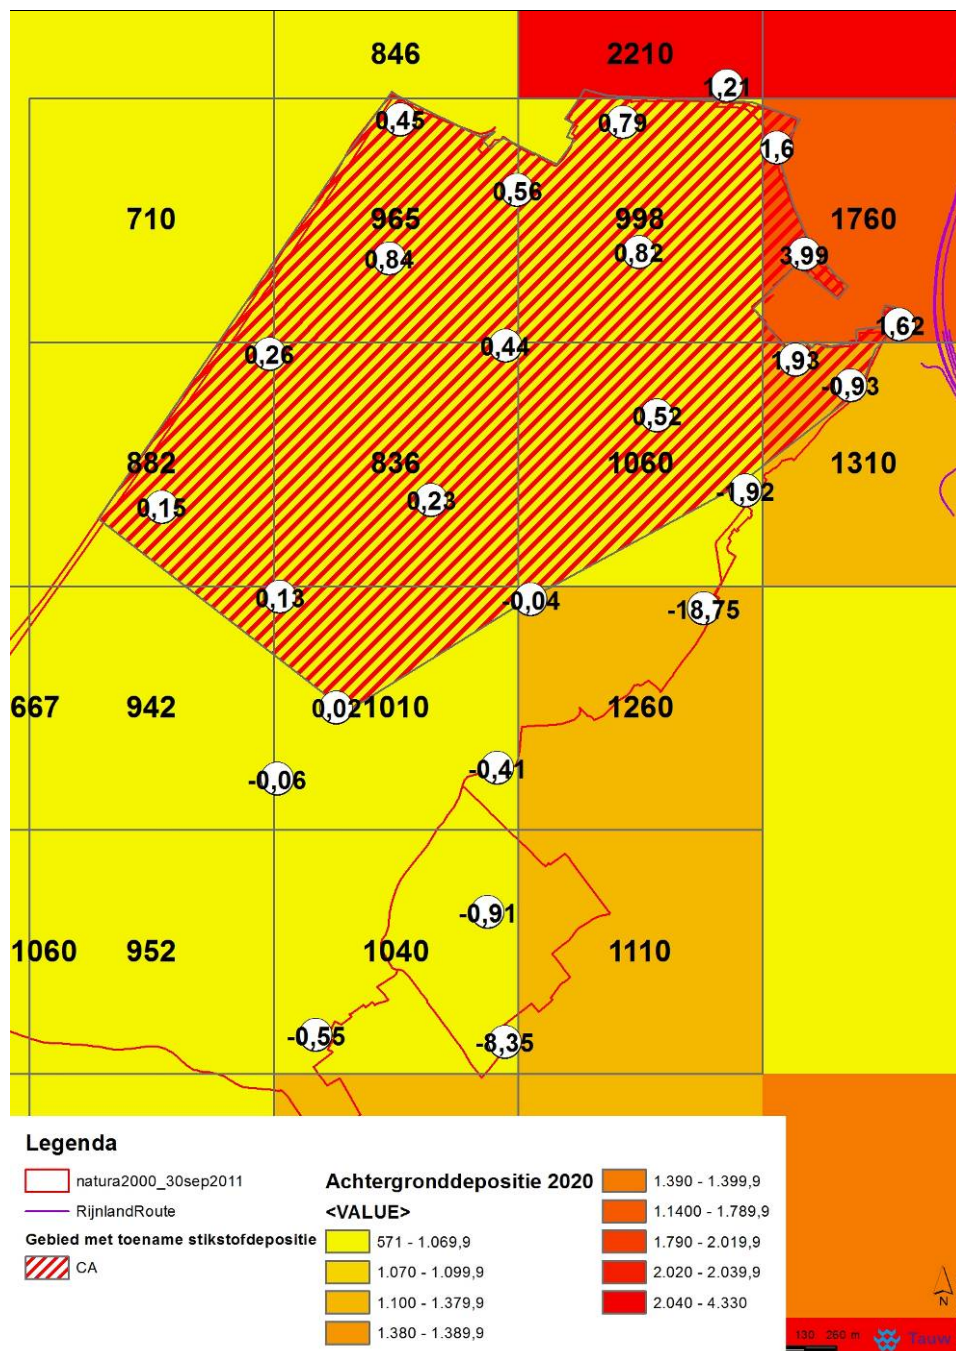 846 2210
1,21
0,45 0,79
1,6
0,56
710 965 998 1760
0,84 0,82 3,99
1,62
0,26 0,44 1,93
-0,93
0,52
882 836 1060 1310
0,15 0,23 -1,92
0,13 -0,04 -18,75
667 942 0,02 1010 1260
-0,06 -0,41
-0,91
1060 952 1040 1110
-0,55 -8,35
Legenda
natura2000_30sep2011
RijnlandRoute
Gebied met toename stikstofdepositie
CA
Achtergronddepositie 2020
<VALUE>
571 - 1.069,9
1.070 - 1.099,9
1.100 - 1.379,9
1.380 - 1.389,9
1.390 - 1.399,9
1.1400 - 1.789,9
1.790 - 2.019,9
2.020 - 2.039,9
2.040 - 4.330
N
130 260 m
Tauw